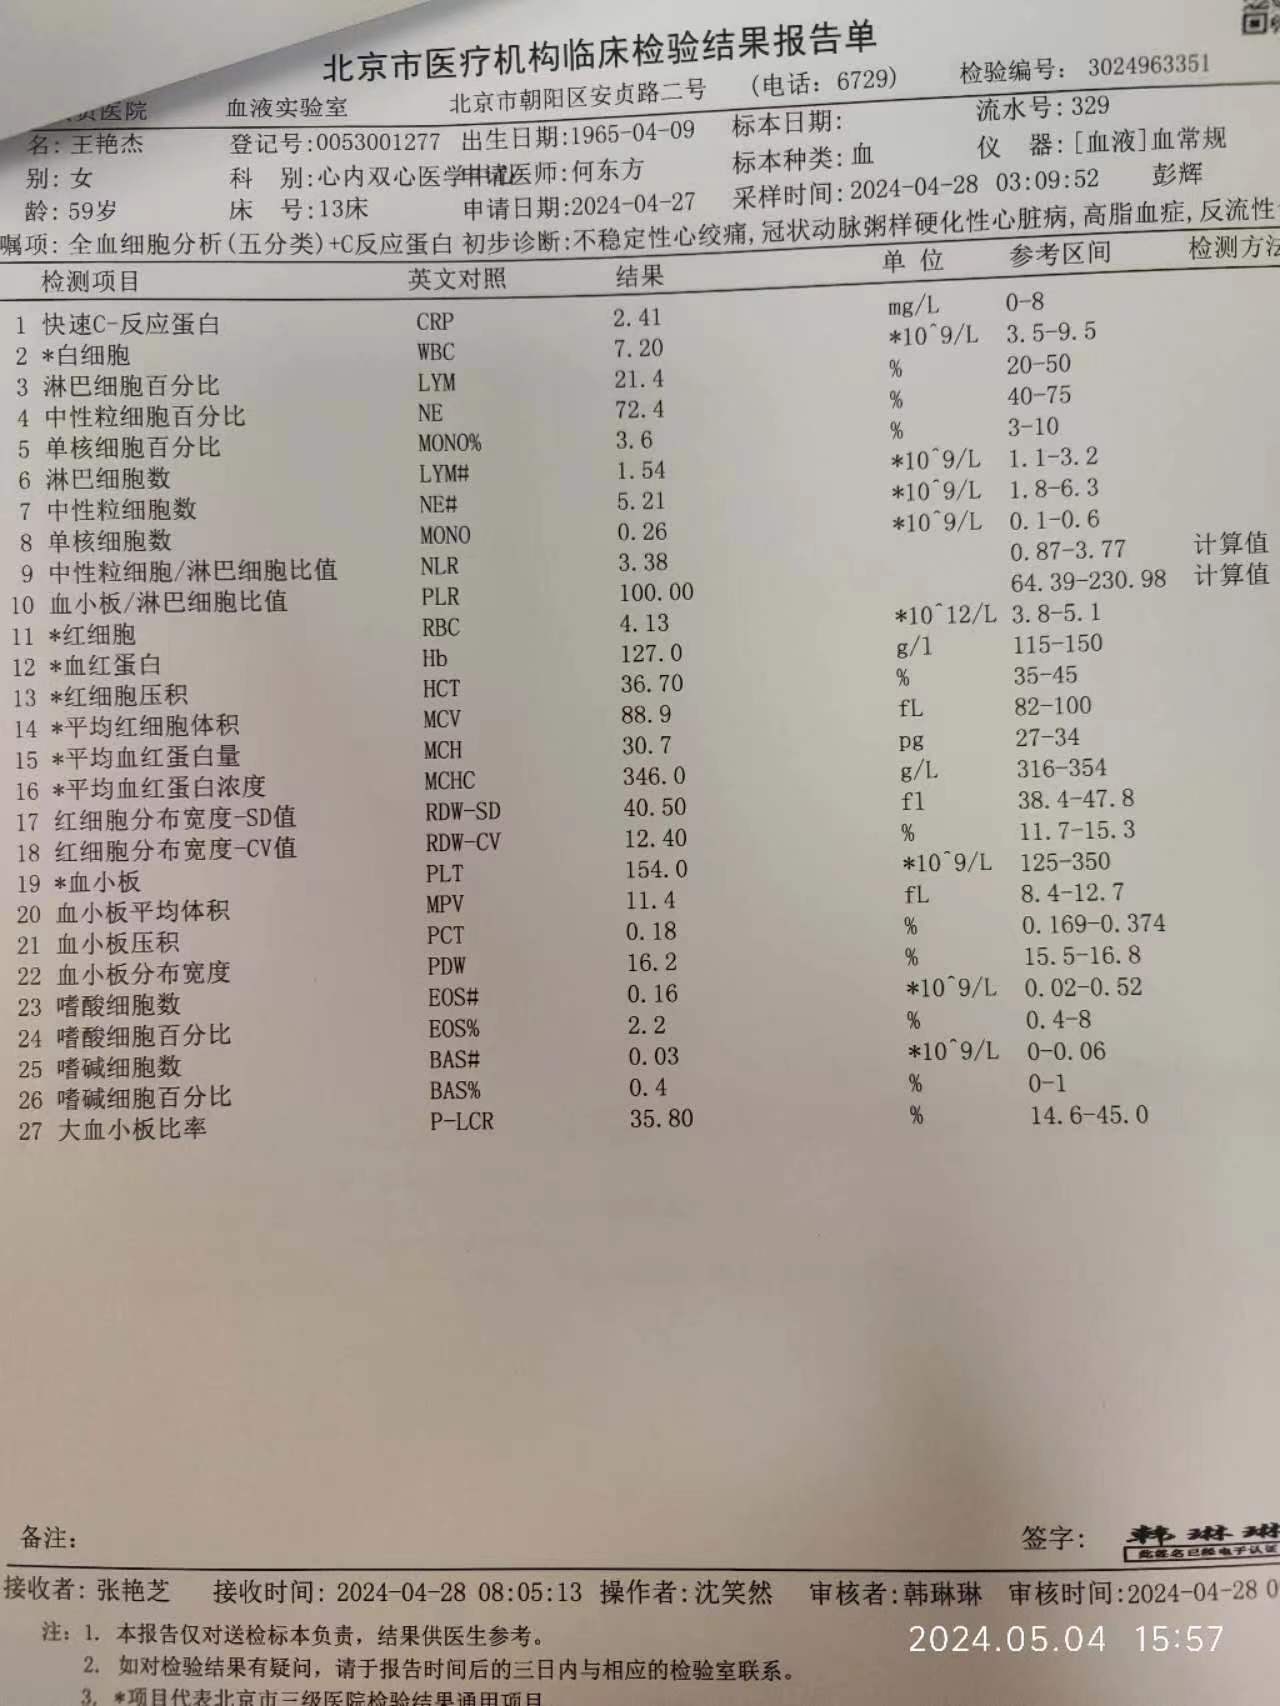 北京市医疗机构临床检验结果报告单
贞医院 血液实验室 北京市朝阳区安贞路二号 (电话: 6729) 检验编号: 3024963351
名: 王艳杰 登记号:0053001277 出生日期:1965-04-09 标本日期: 流水号: 329
别: 女 科 别:心内双心医学中心 申请医师:何东方 标本种类: 血 仪 器: [血液]血常规
龄: 59岁 床 号:13床 申请日期:2024-04-27 采样时间: 2024-04-28 03:09:52 彭辉
嘱项: 全血细胞分析(五分类)+C反应蛋白 初步诊断:不稳定性心绞痛,冠状动脉粥样硬化性心脏病,高脂血症,反流性
检测项目 英文对照 结果 单 位 参考区间 检测方法
1 快速C-反应蛋白 CRP 2.41 mg/L 0-8
2 *白细胞 WBC 7.20 *10^9/L 3.5-9.5
3 淋巴细胞百分比 LYM 21.4 % 20-50
4 中性粒细胞百分比 NE 72.4 % 40-75
5 单核细胞百分比 MONO% 3.6 % 3-10
6 淋巴细胞数 LYM# 1.54 *10^9/L 1.1-3.2
7 中性粒细胞数 NE# 5.21 *10^9/L 1.8-6.3
8 单核细胞数 MONO 0.26 *10^9/L 0.1-0.6
9 中性粒细胞/淋巴细胞比值 NLR 3.38 0.87-3.77 计算值
10 血小板/淋巴细胞比值 PLR 100.00 64.39-230.98 计算值
11 *红细胞 RBC 4.13 *10^12/L 3.8-5.1
12 *血红蛋白 Hb 127.0 g/l 115-150
13 *红细胞压积 HCT 36.70 % 35-45
14 *平均红细胞体积 MCV 88.9 fL 82-100
15 *平均血红蛋白量 MCH 30.7 pg 27-34
16 *平均血红蛋白浓度 MCHC 346.0 g/L 316-354
17 红细胞分布宽度-SD值 RDW-SD 40.50 fl 38.4-47.8
18 红细胞分布宽度-CV值 RDW-CV 12.40 % 11.7-15.3
19 *血小板 PLT 154.0 *10^9/L 125-350
20 血小板平均体积 MPV 11.4 fL 8.4-12.7
21 血小板压积 PCT 0.18 % 0.169-0.374
22 血小板分布宽度 PDW 16.2 % 15.5-16.8
23 嗜酸细胞数 EOS# 0.16 *10^9/L 0.02-0.52
24 嗜酸细胞百分比 EOS% 2.2 % 0.4-8
25 嗜碱细胞数 BAS# 0.03 *10^9/L 0-0.06
26 嗜碱细胞百分比 BAS% 0.4 % 0-1
27 大血小板比率 P-LCR 35.80 % 14.6-45.0
备注: 签字: 韩琳琳
此签名已经电子认证
接收者: 张艳芝 接收时间: 2024-04-28 08:05:13 操作者: 沈笑然 审核者: 韩琳琳 审核时间:2024-04-28 0
注: 1. 本报告仅对送检标本负责, 结果供医生参考。
2. 如对检验结果有疑问, 请于报告时间后的三日内与相应的检验室联系。
3. *项目代表北京市三级医院检验结果通用项目
2024.05.04 15:57